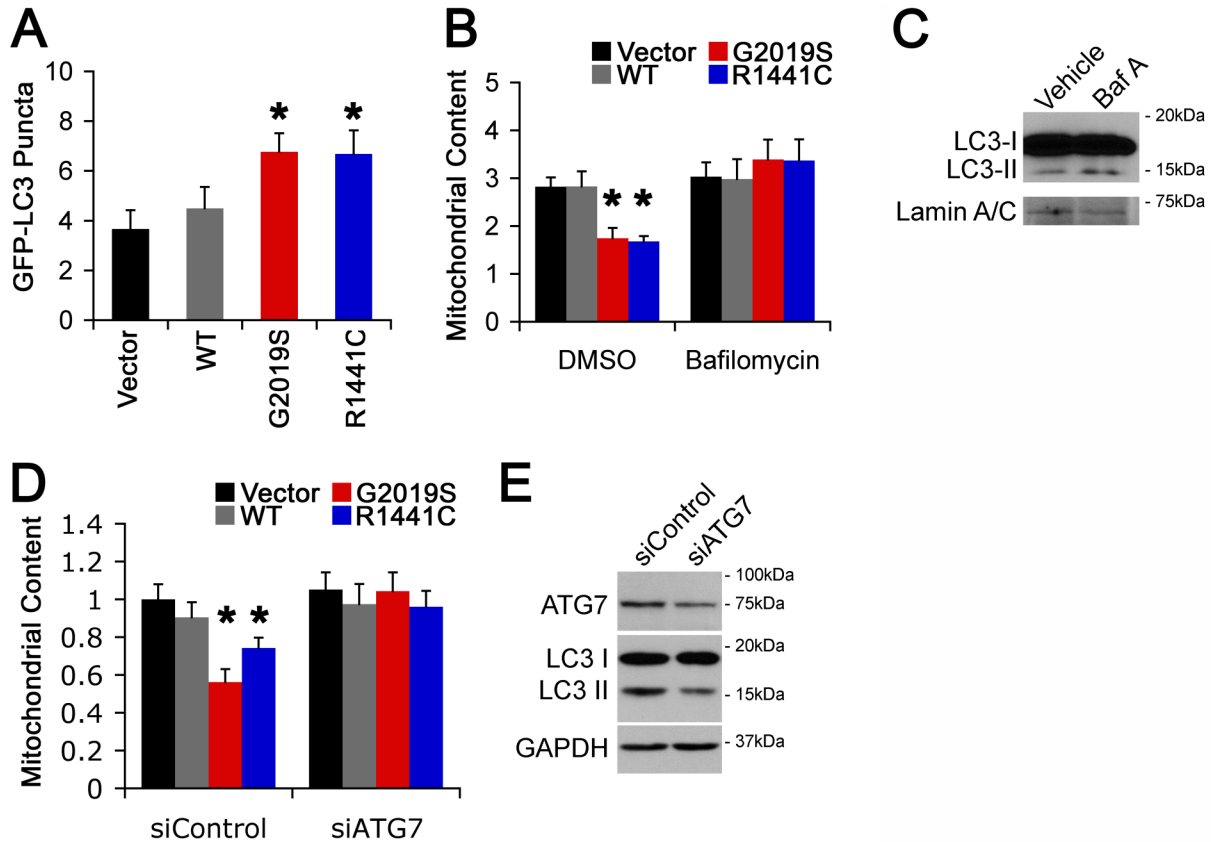 A
GFP-LC3 Puncta
10
8
6
4
2
0
* *
Vector WT G2019S R1441C
B
Vector G2019S
WT R1441C
Mitochondrial Content
5
4
3
2
1
0
* *
DMSO Bafilomycin
C
Vehicle Baf A
- 20kDa
LC3-I
LC3-II - 15kDa
- 75kDa
Lamin A/C
D
Vector G2019S
WT R1441C
Mitochondrial Content
1.4
1.2
1
0.8
0.6
0.4
0.2
0
* *
siControl siATG7
E
siControl siATG7
- 100kDa
ATG7 - 75kDa
- 20kDa
LC3 I
LC3 II - 15kDa
GAPDH - 37kDa